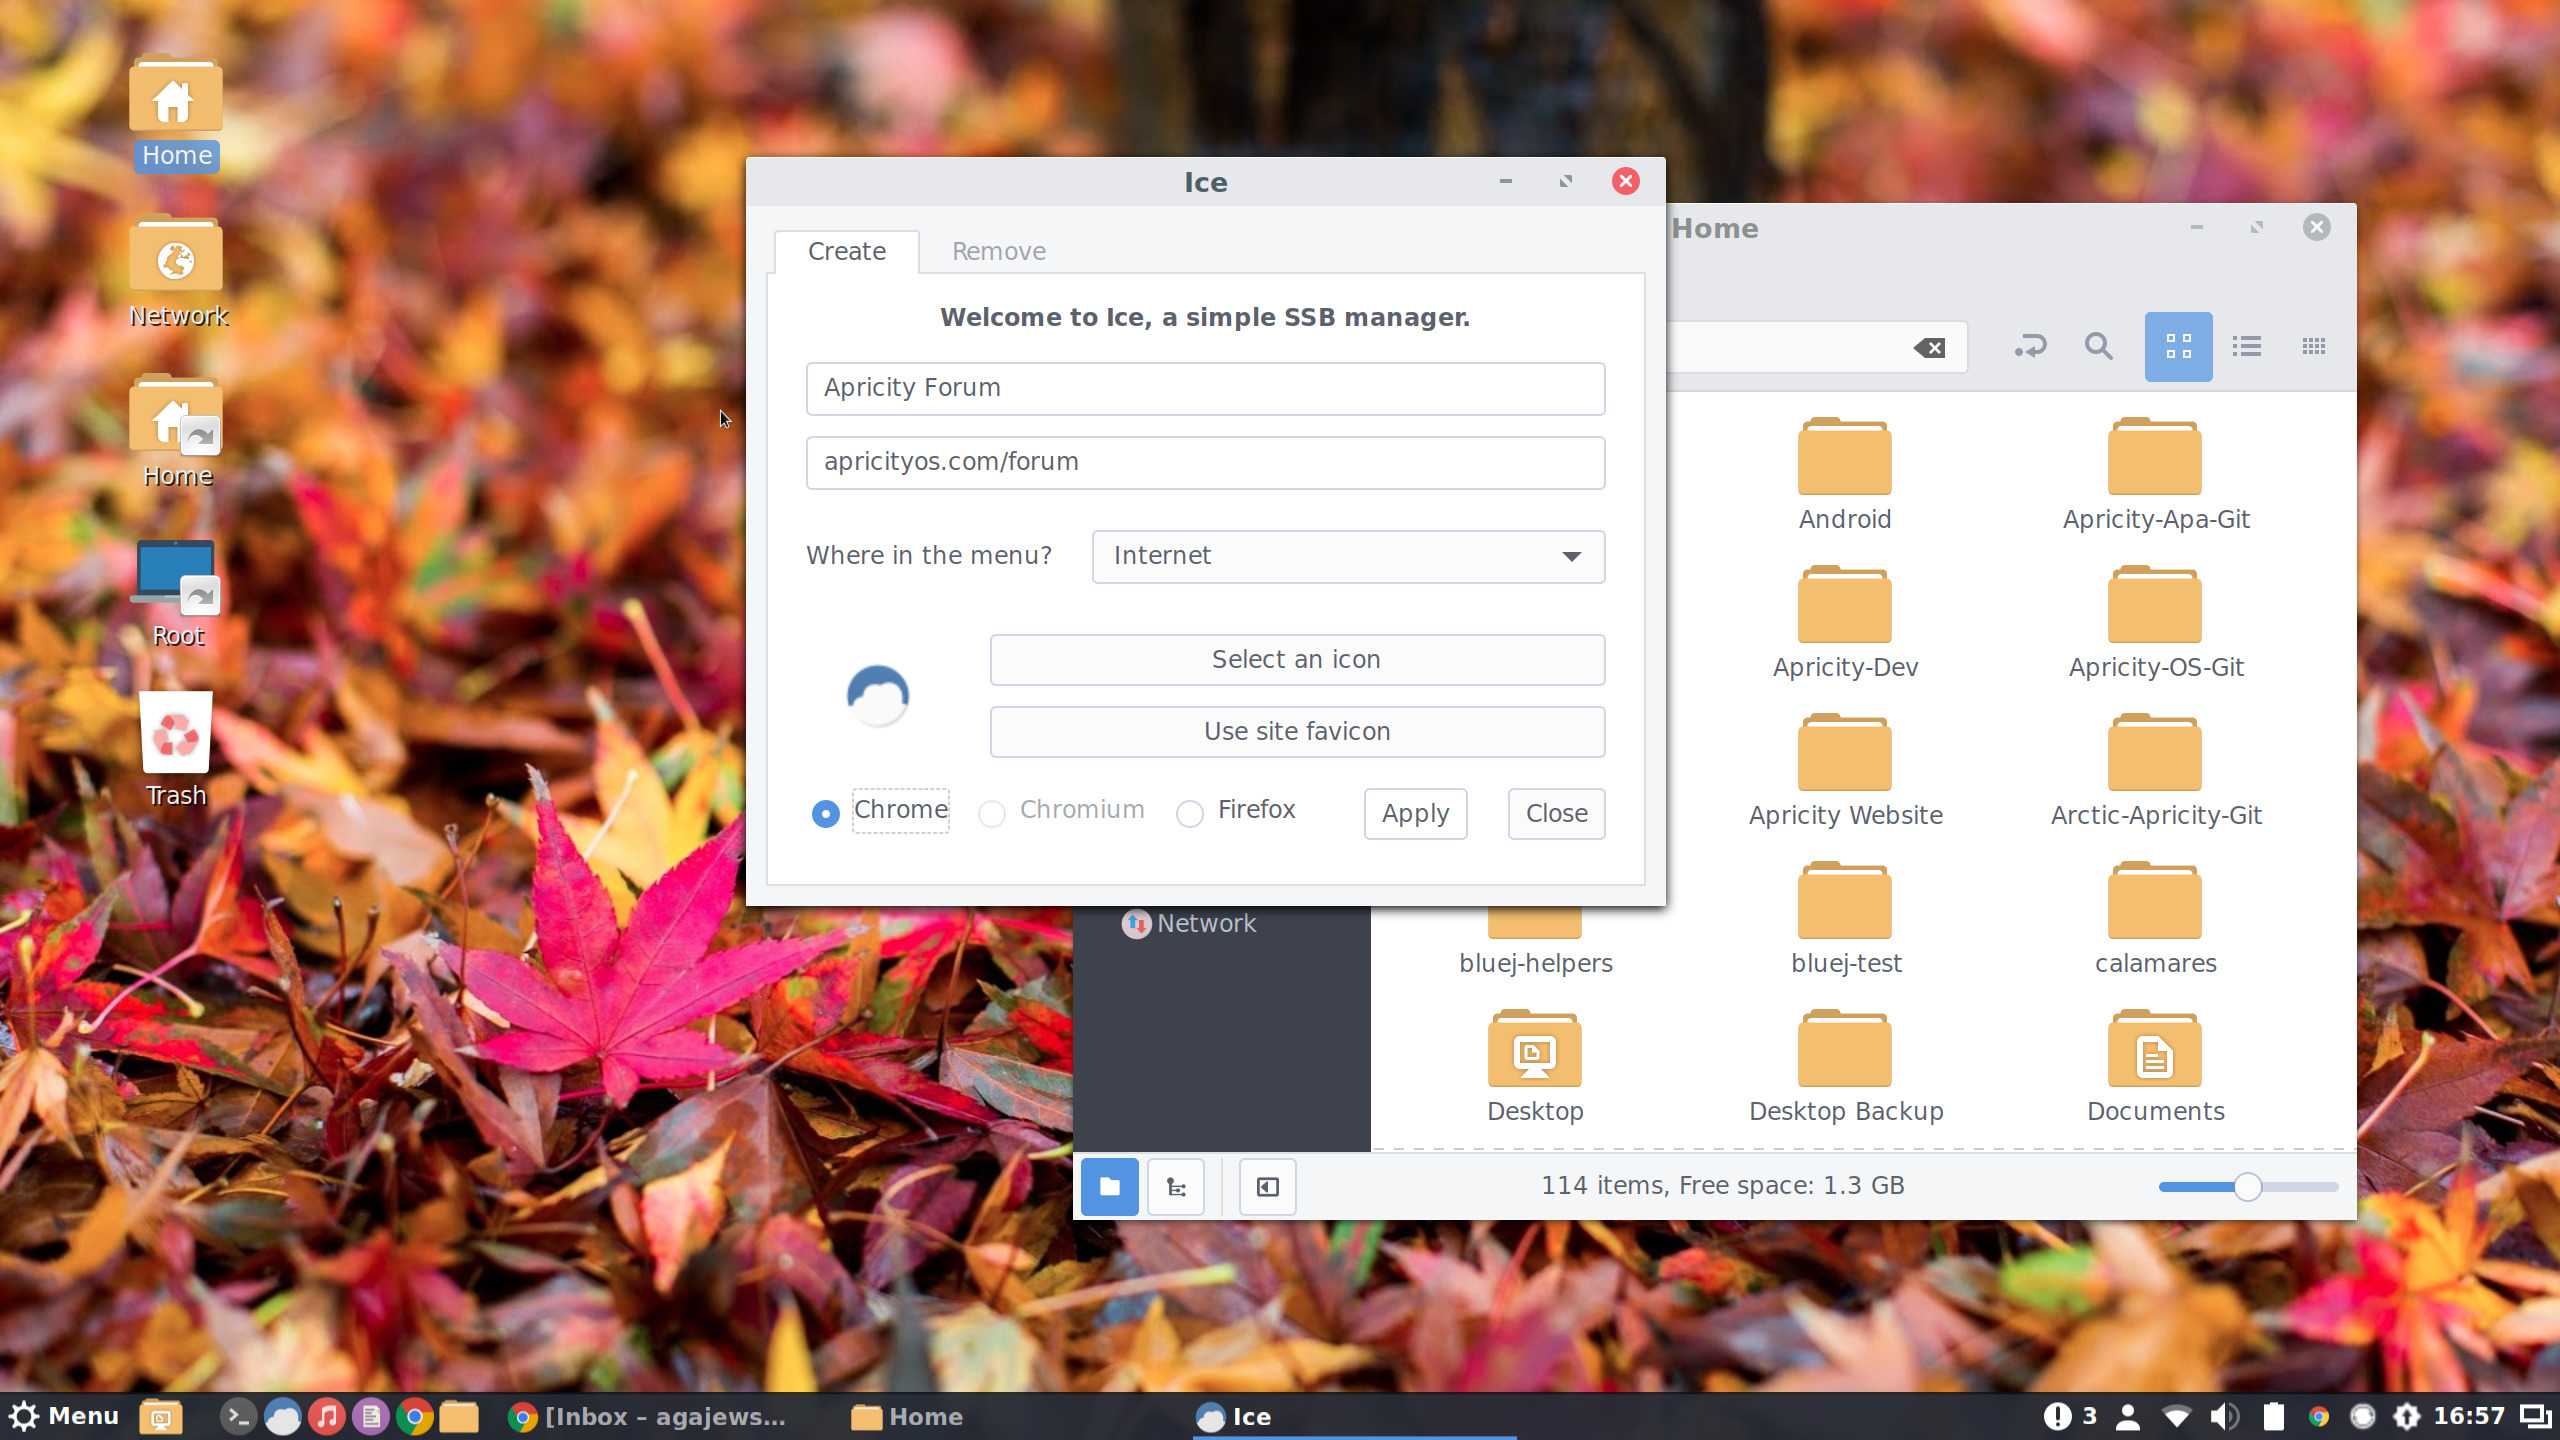 Home
Network
Home
Root
Trash
Ice
Create
Remove
Welcome to Ice, a simple SSB manager.
Apricity Forum
apricityos.com/forum
Where in the menu?
Internet
Select an icon
Use site favicon
Chrome
Chromium
Firefox
Apply
Close
Home
Android
Apricity-Apa-Git
Apricity-Dev
Apricity-OS-Git
Apricity Website
Arctic-Apricity-Git
Network
bluej-helpers
bluej-test
calamares
Desktop
Desktop Backup
Documents
114 items, Free space: 1.3 GB
Menu
[Inbox – agajews...
Home
Ice
3
16:57